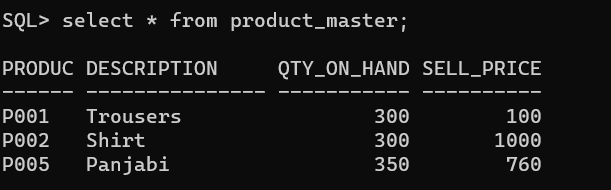 SQL> select * from product_master;
PRODUC DESCRIPTION     QTY_ON_HAND SELL_PRICE
------ --------------- ----------- ----------
P001   Trousers                300        100
P002   Shirt                   300       1000
P005   Panjabi                 350        760